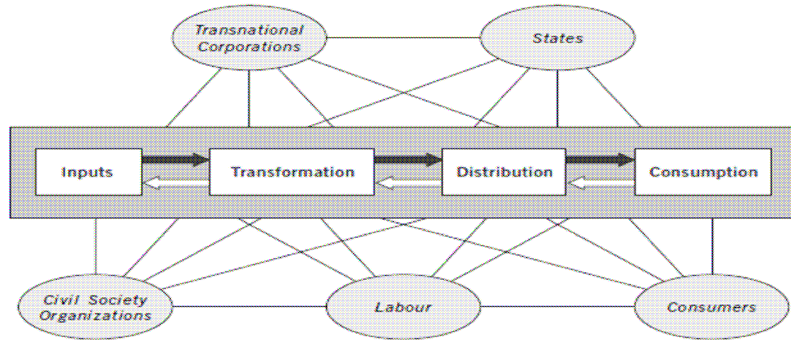 Transnational
Corporations
States
Inputs
Transformation
Distribution
Consumption
Civil Society
Organizations
Labour
Consumers